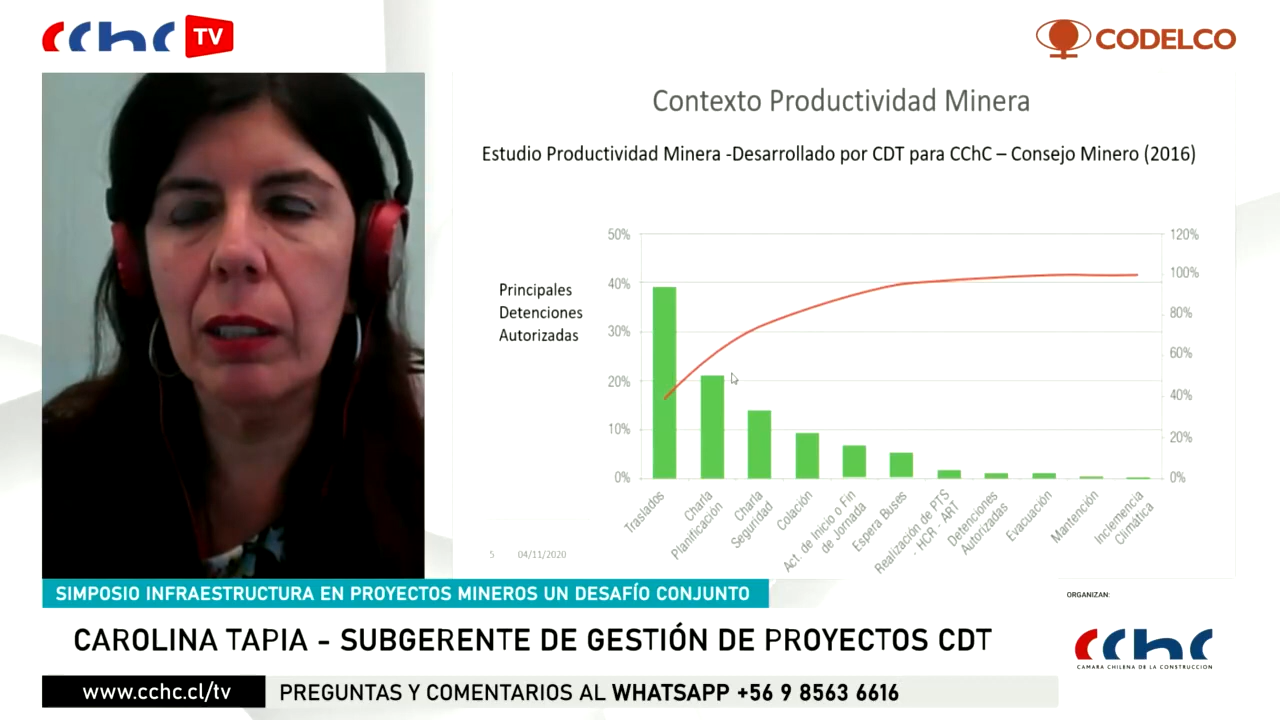 cchc TV
CODELCO
Contexto Productividad Minera
Estudio Productividad Minera -Desarrollado por CDT para CChC – Consejo Minero (2016)
Principales
Detenciones
Autorizadas
50%
40%
30%
20%
10%
0%
120%
100%
80%
60%
40%
20%
0%
Traslados
Charla
Planificación
Charla
Seguridad
Colación
Act. de Inicio o Fin
de Jornada
Espera Buses
Realización de PTS
. HCR - ART
Detenciones
Autorizadas
Evacuación
Mantención
Inclemencia
Climática
5 04/11/2020
SIMPOSIO INFRAESTRUCTURA EN PROYECTOS MINEROS UN DESAFÍO CONJUNTO
CAROLINA TAPIA - SUBGERENTE DE GESTIÓN DE PROYECTOS CDT
www.cchc.cl/tv
PREGUNTAS Y COMENTARIOS AL WHATSAPP +56 9 8563 6616
ORGANIZAN:
cchc
CAMARA CHILENA DE LA CONSTRUCCION